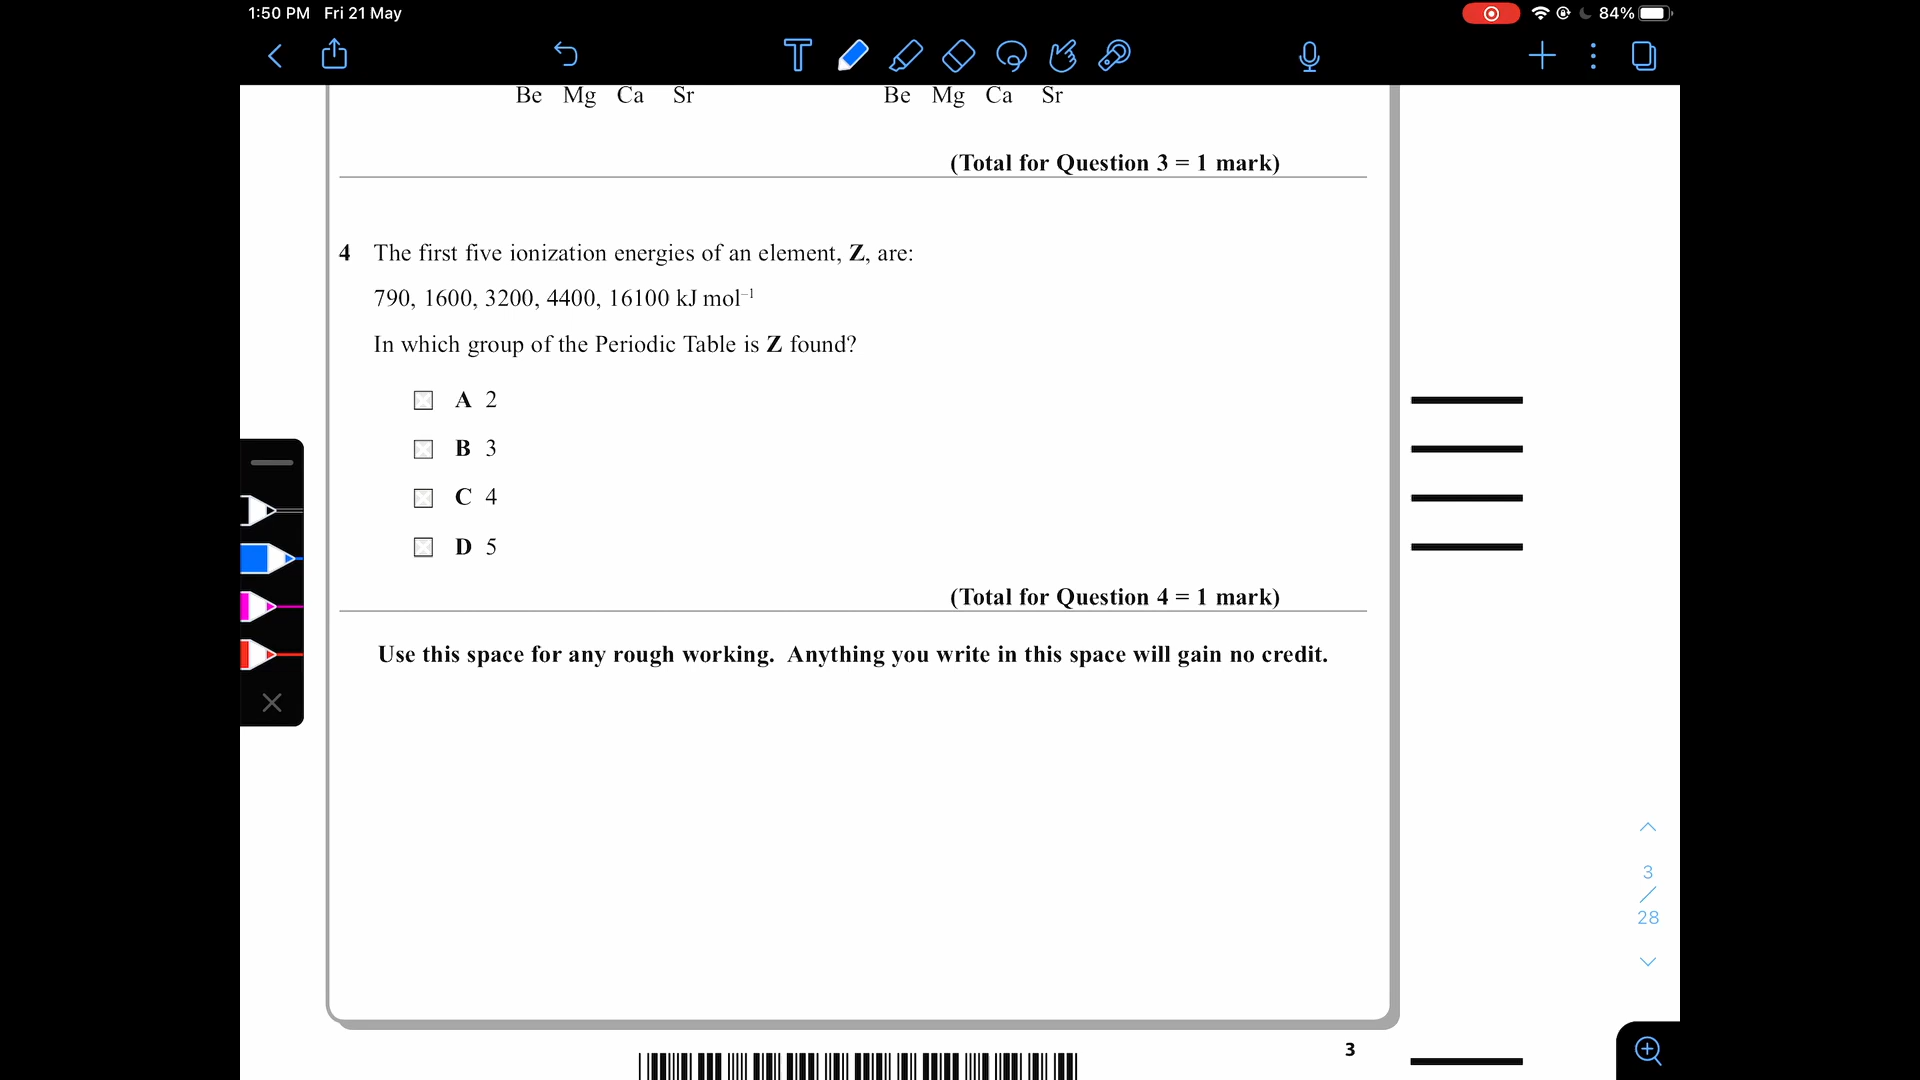 1:50 PM Fri 21 May
84%
Be Mg Ca Sr Be Mg Ca Sr
(Total for Question 3 = 1 mark)
4 The first five ionization energies of an element, Z, are:
790, 1600, 3200, 4400, 16100 kJ mol⁻¹
In which group of the Periodic Table is Z found?
A 2
B 3
C 4
D 5
(Total for Question 4 = 1 mark)
Use this space for any rough working. Anything you write in this space will gain no credit.
3
/
28
3